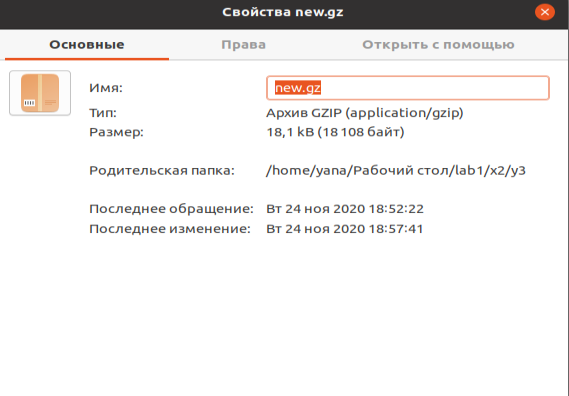 Свойства new.gz
Основные Права Открыть с помощью
Имя: new.gz
Тип: Архив GZIP (application/gzip)
Размер: 18,1 kB (18 108 байт)
Родительская папка: /home/yana/Рабочий стол/lab1/x2/y3
Последнее обращение: Вт 24 ноя 2020 18:52:22
Последнее изменение: Вт 24 ноя 2020 18:57:41